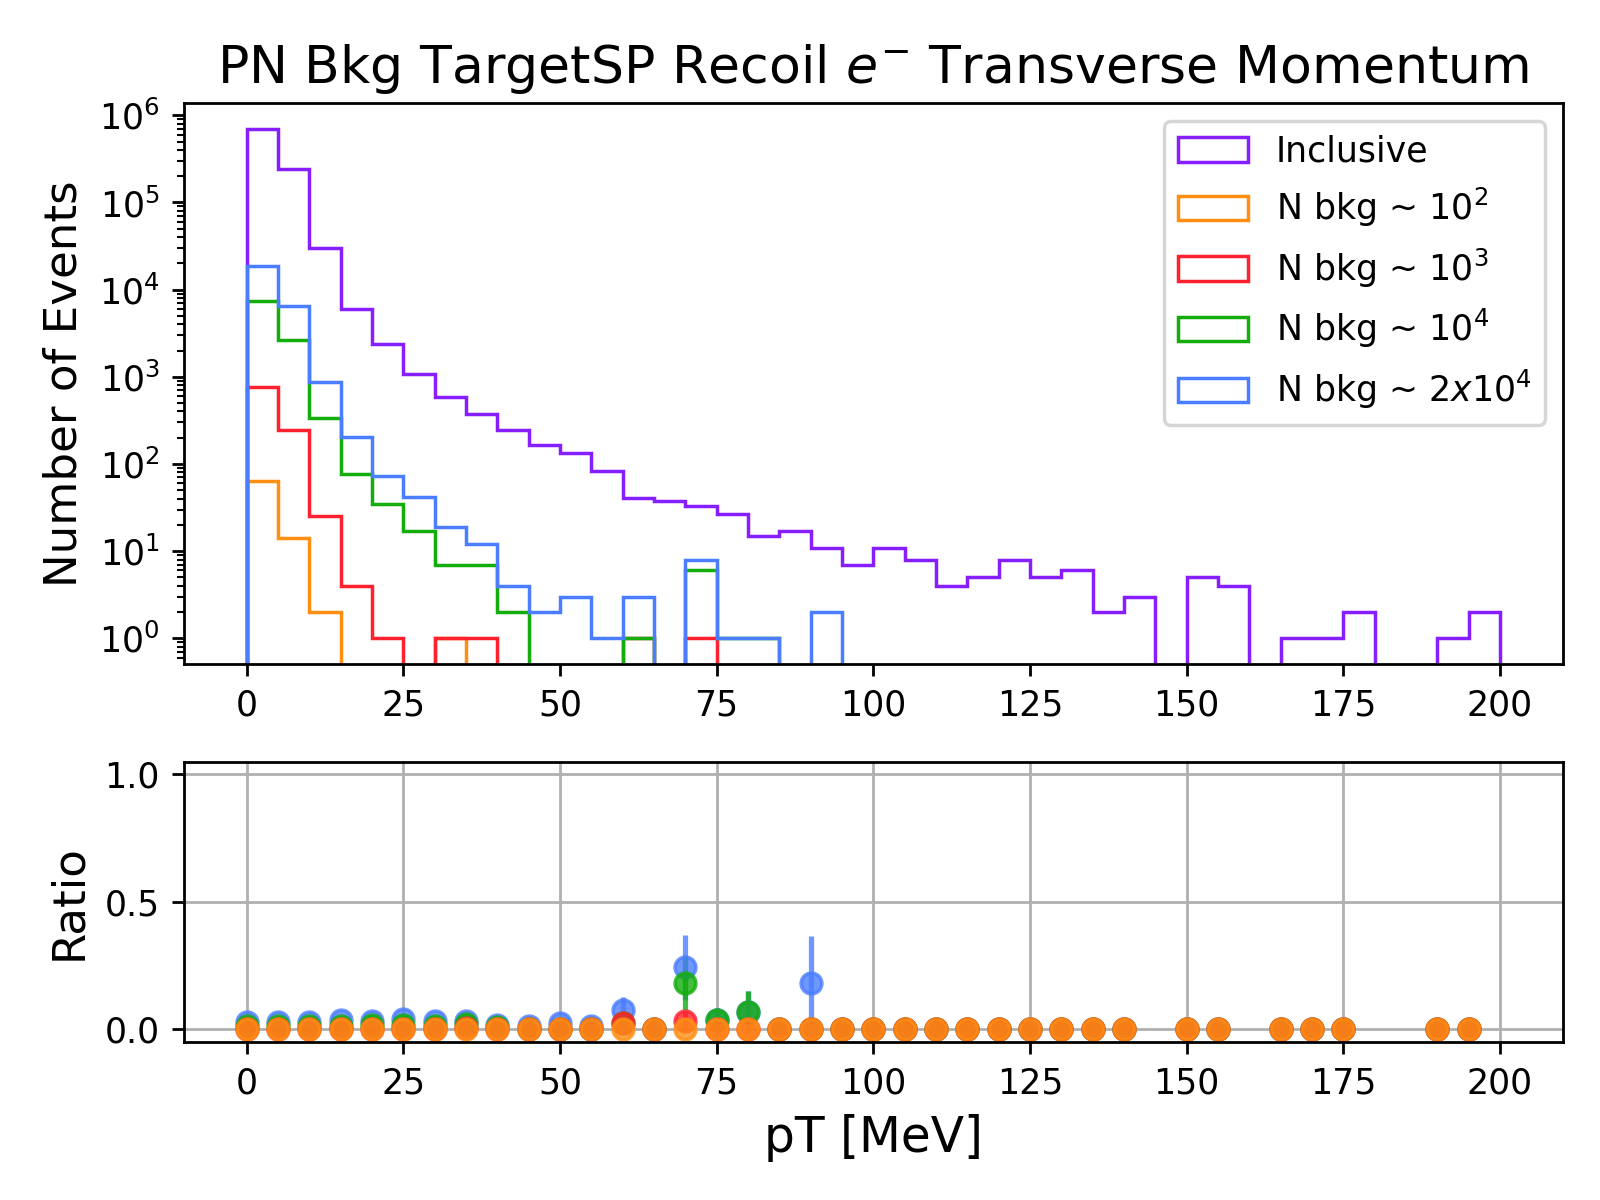 PN Bkg TargetSP Recoil e⁻ Transverse Momentum
Number of Events
10⁶
10⁵
10⁴
10³
10²
10¹
10⁰
Inclusive
N bkg ~ 10²
N bkg ~ 10³
N bkg ~ 10⁴
N bkg ~ 2x10⁴
0 25 50 75 100 125 150 175 200
Ratio
1.0
0.5
0.0
0 25 50 75 100 125 150 175 200
pT [MeV]